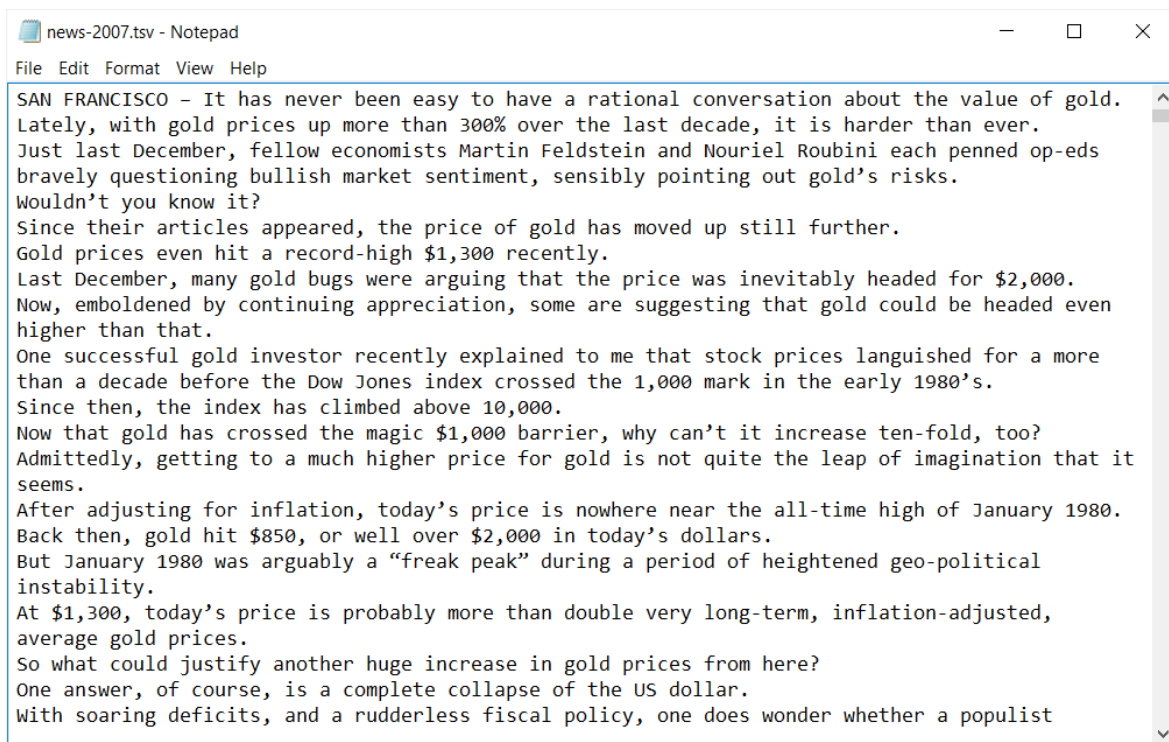 news-2007.tsv - Notepad
File Edit Format View Help
SAN FRANCISCO – It has never been easy to have a rational conversation about the value of gold.
Lately, with gold prices up more than 300% over the last decade, it is harder than ever.
Just last December, fellow economists Martin Feldstein and Nouriel Roubini each penned op-eds
bravely questioning bullish market sentiment, sensibly pointing out gold’s risks.
Wouldn’t you know it?
Since their articles appeared, the price of gold has moved up still further.
Gold prices even hit a record-high $1,300 recently.
Last December, many gold bugs were arguing that the price was inevitably headed for $2,000.
Now, emboldened by continuing appreciation, some are suggesting that gold could be headed even
higher than that.
One successful gold investor recently explained to me that stock prices languished for a more
than a decade before the Dow Jones index crossed the 1,000 mark in the early 1980’s.
Since then, the index has climbed above 10,000.
Now that gold has crossed the magic $1,000 barrier, why can’t it increase ten-fold, too?
Admittedly, getting to a much higher price for gold is not quite the leap of imagination that it
seems.
After adjusting for inflation, today’s price is nowhere near the all-time high of January 1980.
Back then, gold hit $850, or well over $2,000 in today’s dollars.
But January 1980 was arguably a “freak peak” during a period of heightened geo-political
instability.
At $1,300, today’s price is probably more than double very long-term, inflation-adjusted,
average gold prices.
So what could justify another huge increase in gold prices from here?
One answer, of course, is a complete collapse of the US dollar.
With soaring deficits, and a rudderless fiscal policy, one does wonder whether a populist